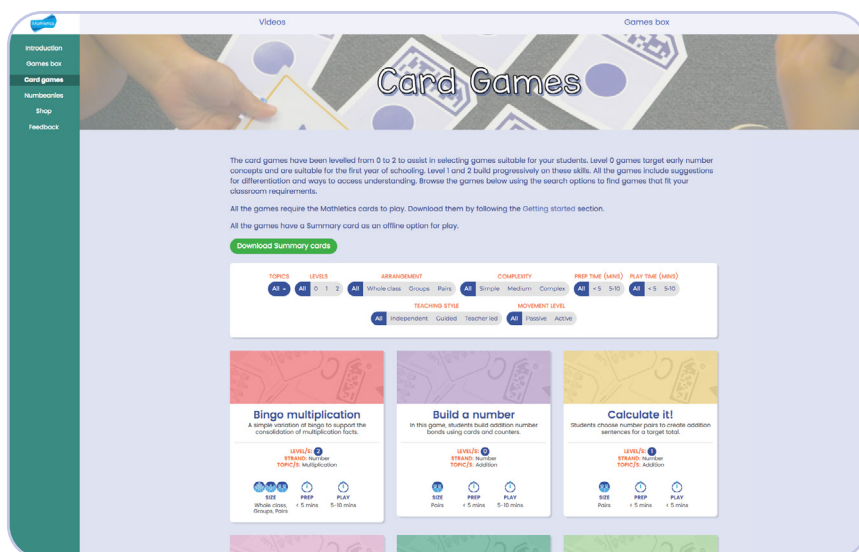 Mathletics
Videos
Games box
Introduction
Games box
Card games
Numbeanies
Shop
Feedback
Card Games
The card games have been levelled from 0 to 2 to assist in selecting games suitable for your students. Level 0 games target early number
concepts and are suitable for the first year of schooling. Level 1 and 2 build progressively on these skills. All the games include suggestions
for differentiation and ways to access understanding. Browse the games below using the search options to find games that fit your
classroom requirements.
All the games require the Mathletics cards to play. Download them by following the Getting started section.
All the games have a Summary card as an offline option for play.
Download Summary cards
TOPICS LEVELS ARRANGEMENT COMPLEXITY PREP TIME (MINS) PLAY TIME (MINS)
All All 0 1 2 All Whole class Groups Pairs All Simple Medium Complex All < 5 5-10 All < 5 5-10
TEACHING STYLE MOVEMENT LEVEL
All Independent Guided Teacher led All Passive Active
Bingo multiplication
A simple variation of bingo to support the
consolidation of multiplication facts.
LEVEL/S: 2
STRAND: Number
TOPIC/S: Multiplication
SIZE PREP PLAY
Whole class, < 5 mins 5-10 mins
Groups, Pairs
Build a number
In this game, students build addition number
bonds using cards and counters.
LEVEL/S: 0
STRAND: Number
TOPIC/S: Addition
SIZE PREP PLAY
Pairs < 5 mins 5-10 mins
Calculate it!
Students choose number pairs to create addition
sentences for a target total.
LEVEL/S: 1
STRAND: Number
TOPIC/S: Addition
SIZE PREP PLAY
Pairs < 5 mins < 5 mins